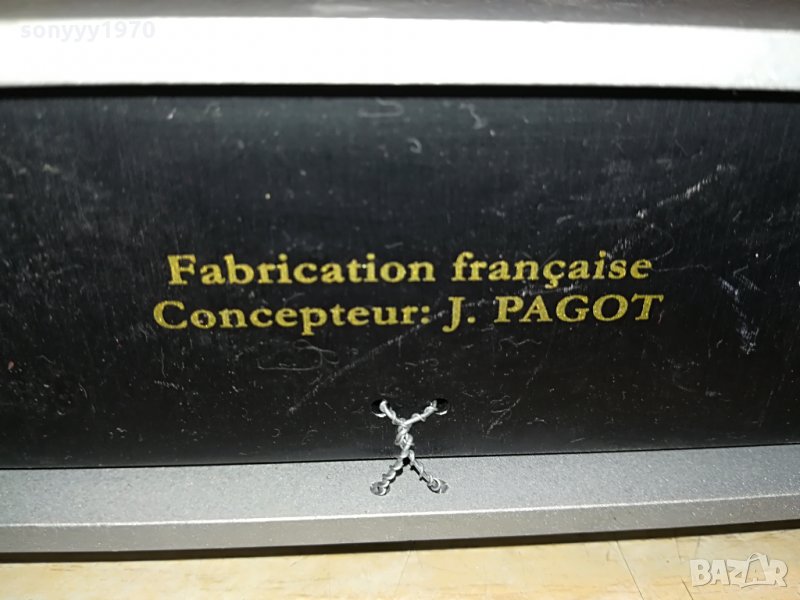 sonyyy1970
Fabrication française
Concepteur: J. PAGOT
BAZAR